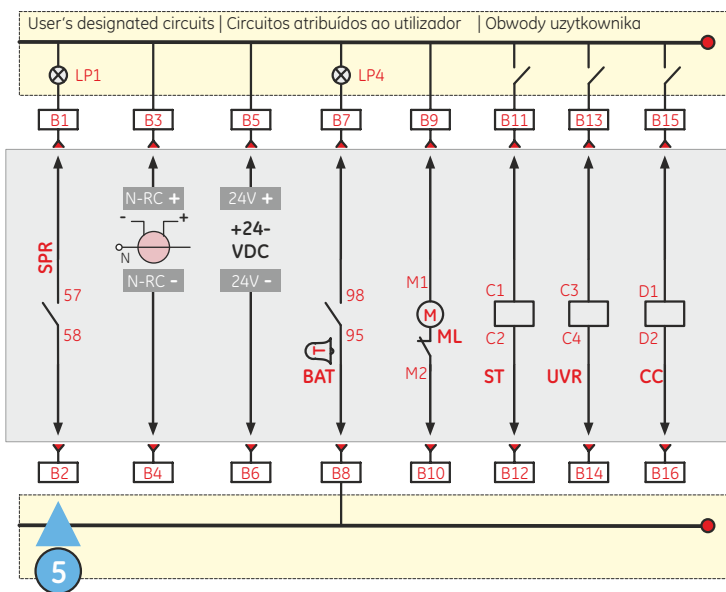 User's designated circuits | Circuitos atribuídos ao utilizador | Obwody uzytkownika
LP1 LP4
B1 B3 B5 B7 B9 B11 B13 B15
N-RC + 24V +
- +
+24-
VDC
N
SPR
N-RC - 24V -
M1 C1 C3 D1
57 98
M
58 95 ML C2 C4 D2
T
BAT M2 ST UVR CC
B2 B4 B6 B8 B10 B12 B14 B16
5